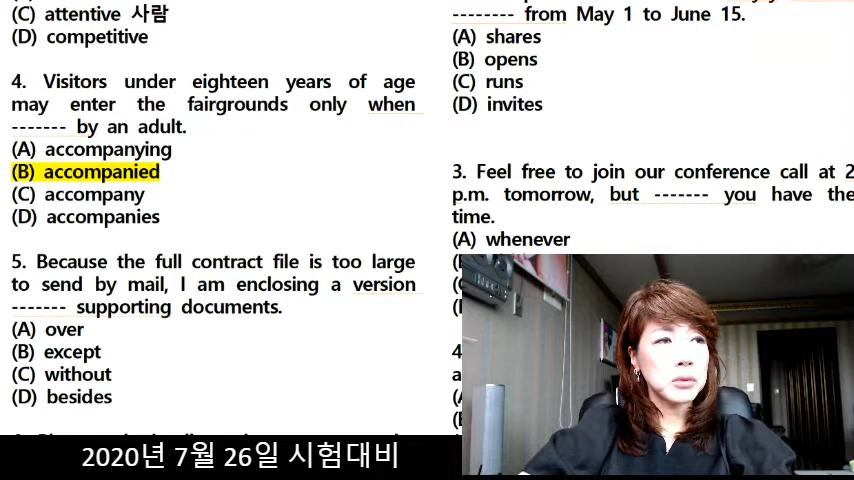 (C) attentive 사람
(D) competitive
4. Visitors under eighteen years of age
may enter the fairgrounds only when
------- by an adult.
(A) accompanying
(B) accompanied
(C) accompany
(D) accompanies
5. Because the full contract file is too large
to send by mail, I am enclosing a version
------- supporting documents.
(A) over
(B) except
(C) without
(D) besides
-------- from May 1 to June 15.
(A) shares
(B) opens
(C) runs
(D) invites
3. Feel free to join our conference call at 2
p.m. tomorrow, but ------- you have the
time.
(A) whenever
4
2020년 7월 26일 시험대비